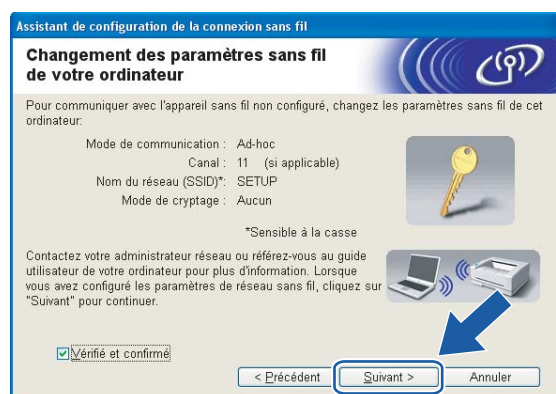 Assistant de configuration de la connexion sans fil
Changement des paramètres sans fil
de votre ordinateur
Pour communiquer avec l'appareil sans fil non configuré, changez les paramètres sans fil de cet
ordinateur:
Mode de communication : Ad-hoc
Canal : 11 (si applicable)
Nom du réseau (SSID)*: SETUP
Mode de cryptage : Aucun
*Sensible à la casse
Contactez votre administrateur réseau ou référez-vous au guide
utilisateur de votre ordinateur pour plus d'information. Lorsque
vous avez configuré les paramètres de réseau sans fil, cliquez sur
"Suivant" pour continuer.
Vérifié et confirmé
< Précédent Suivant > Annuler